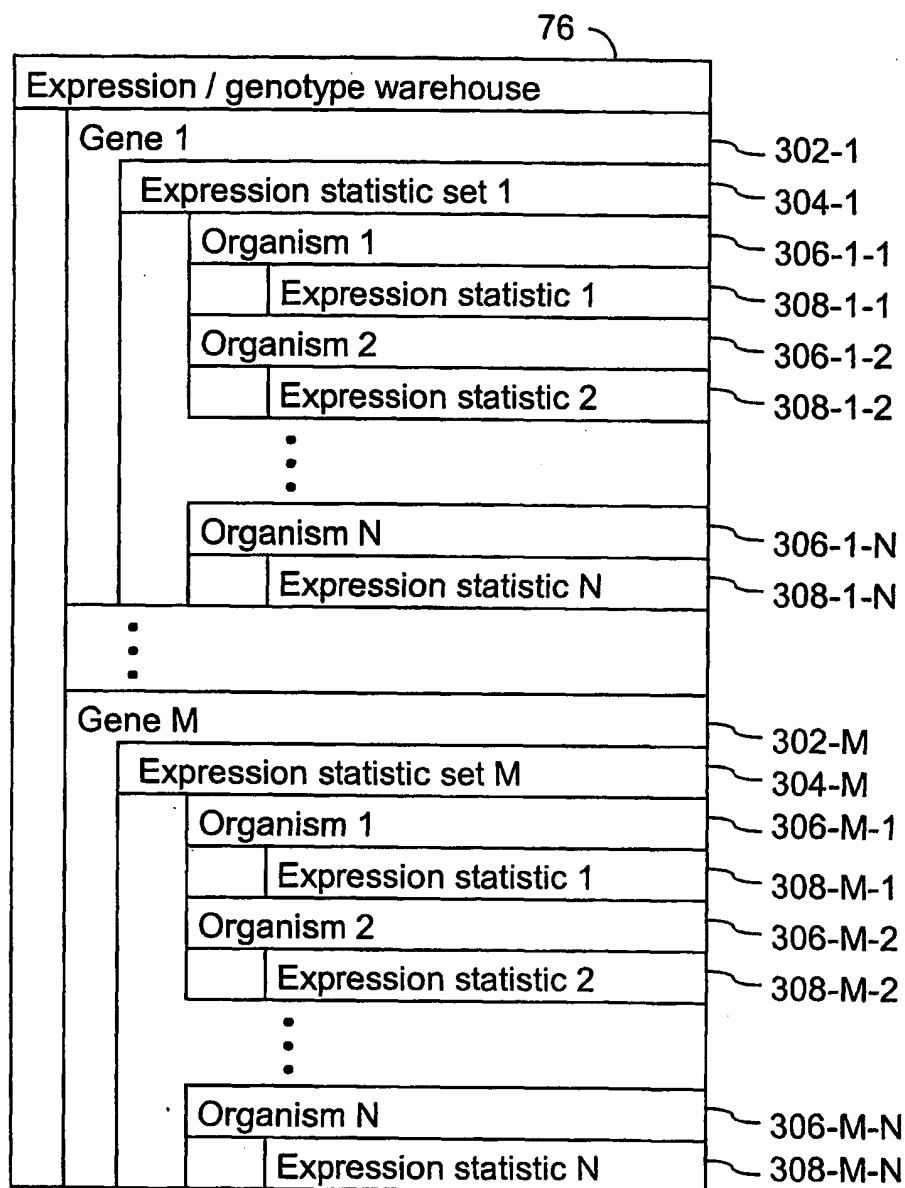 76
Expression / genotype warehouse
Gene 1 302-1
Expression statistic set 1 304-1
Organism 1 306-1-1
Expression statistic 1 308-1-1
Organism 2 306-1-2
Expression statistic 2 308-1-2
Organism N 306-1-N
Expression statistic N 308-1-N
Gene M 302-M
Expression statistic set M 304-M
Organism 1 306-M-1
Expression statistic 1 308-M-1
Organism 2 306-M-2
Expression statistic 2 308-M-2
Organism N 306-M-N
Expression statistic N 308-M-N